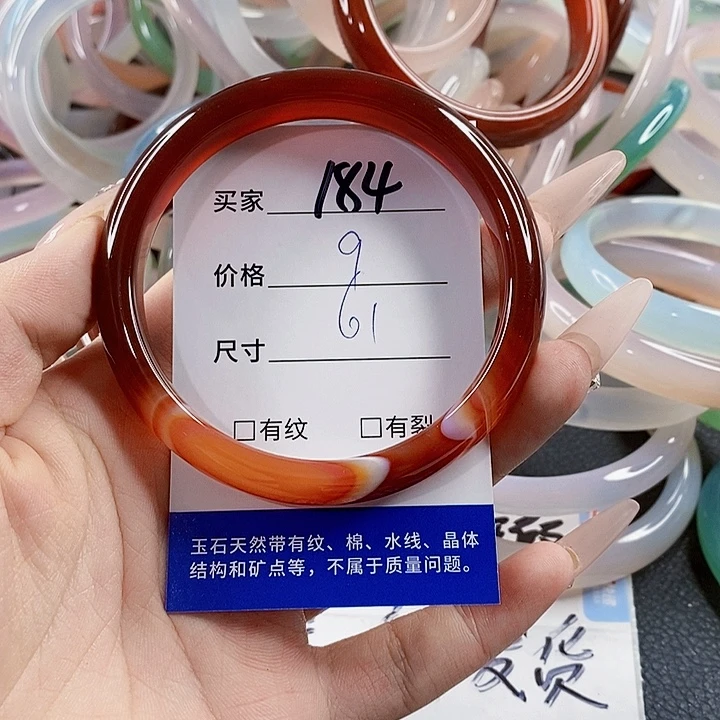 买家 184
价格 9
尺寸 61
□有纹 □有裂
玉石天然带有纹、棉、水线、晶体
结构和矿点等，不属于质量问题。